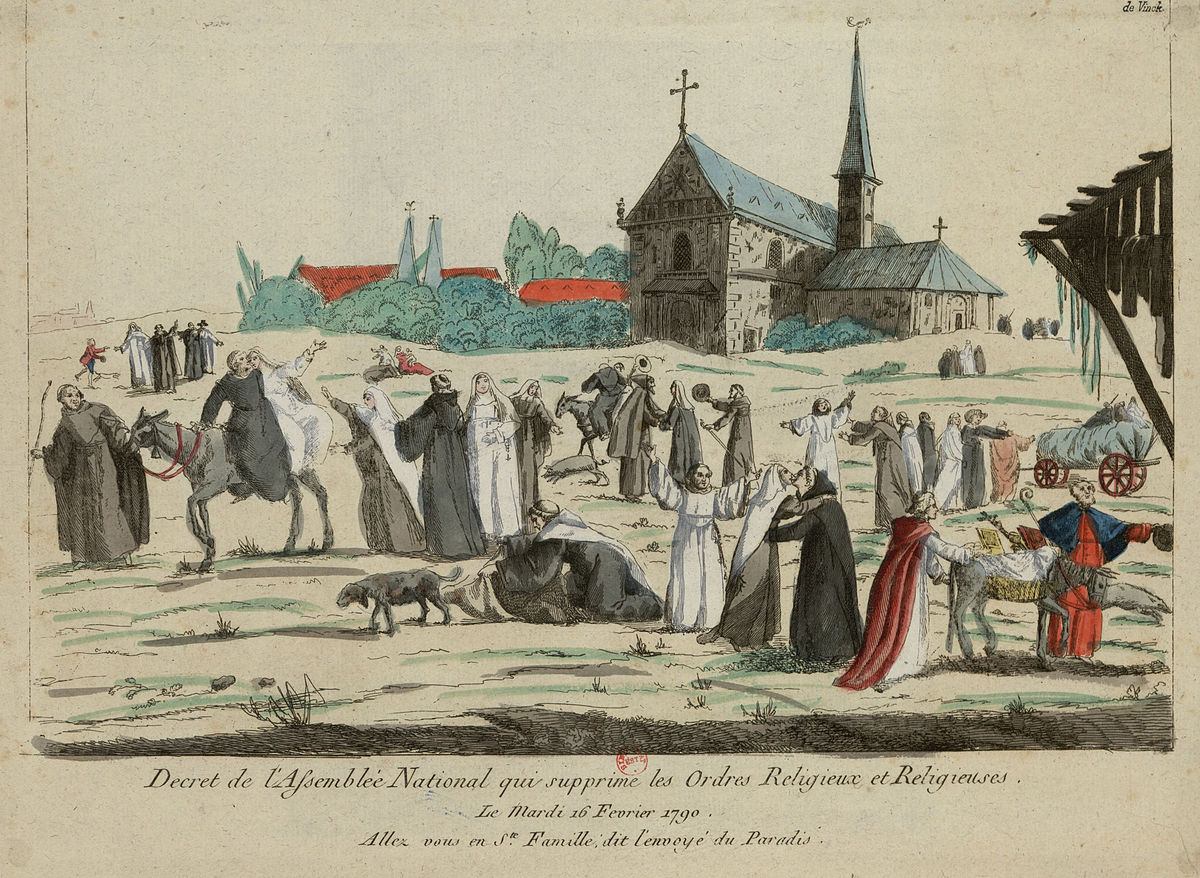 de Vinck
Decret de l'Assemblée National qui supprime les Ordres Religieux et Religieuses.
Le Mardi 16 Fevrier 1790.
Allez vous en Ste. Famille, dit l'envoyé du Paradis.